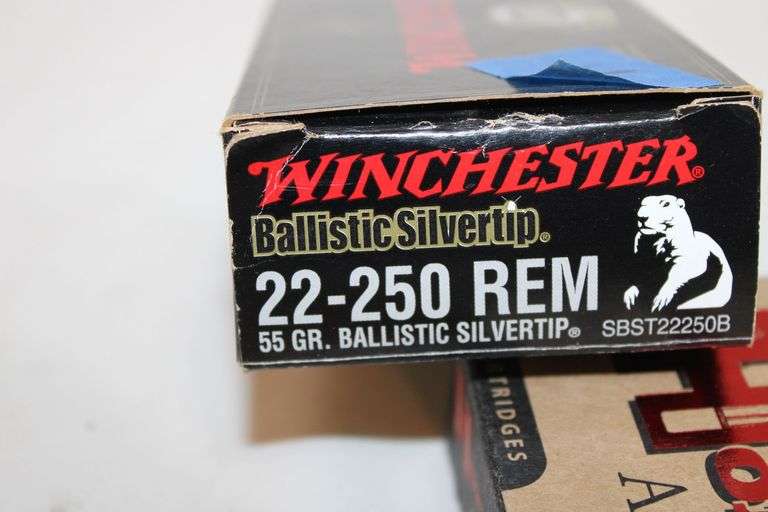 WINCHESTER®
Ballistic Silvertip®
22-250 REM
55 GR. BALLISTIC SILVERTIP® SBST22250B